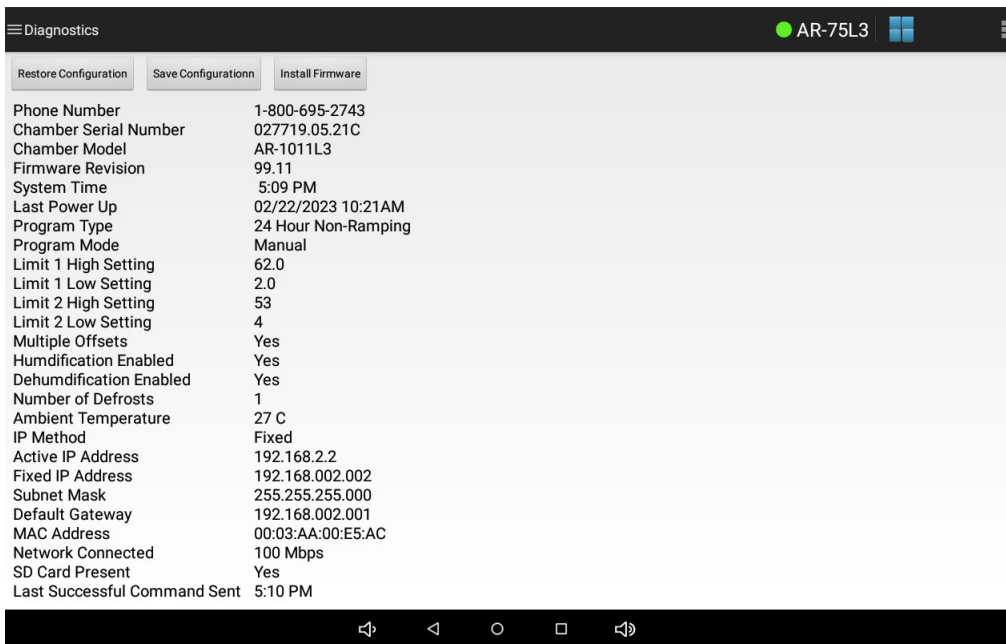 Diagnostics
AR-75L3
Restore Configuration Save Configurationn Install Firmware
Phone Number 1-800-695-2743
Chamber Serial Number 027719.05.21C
Chamber Model AR-1011L3
Firmware Revision 99.11
System Time 5:09 PM
Last Power Up 02/22/2023 10:21AM
Program Type 24 Hour Non-Ramping
Program Mode Manual
Limit 1 High Setting 62.0
Limit 1 Low Setting 2.0
Limit 2 High Setting 53
Limit 2 Low Setting 4
Multiple Offsets Yes
Humdification Enabled Yes
Dehumdification Enabled Yes
Number of Defrosts 1
Ambient Temperature 27 C
IP Method Fixed
Active IP Address 192.168.2.2
Fixed IP Address 192.168.002.002
Subnet Mask 255.255.255.000
Default Gateway 192.168.002.001
MAC Address 00:03:AA:00:E5:AC
Network Connected 100 Mbps
SD Card Present Yes
Last Successful Command Sent 5:10 PM